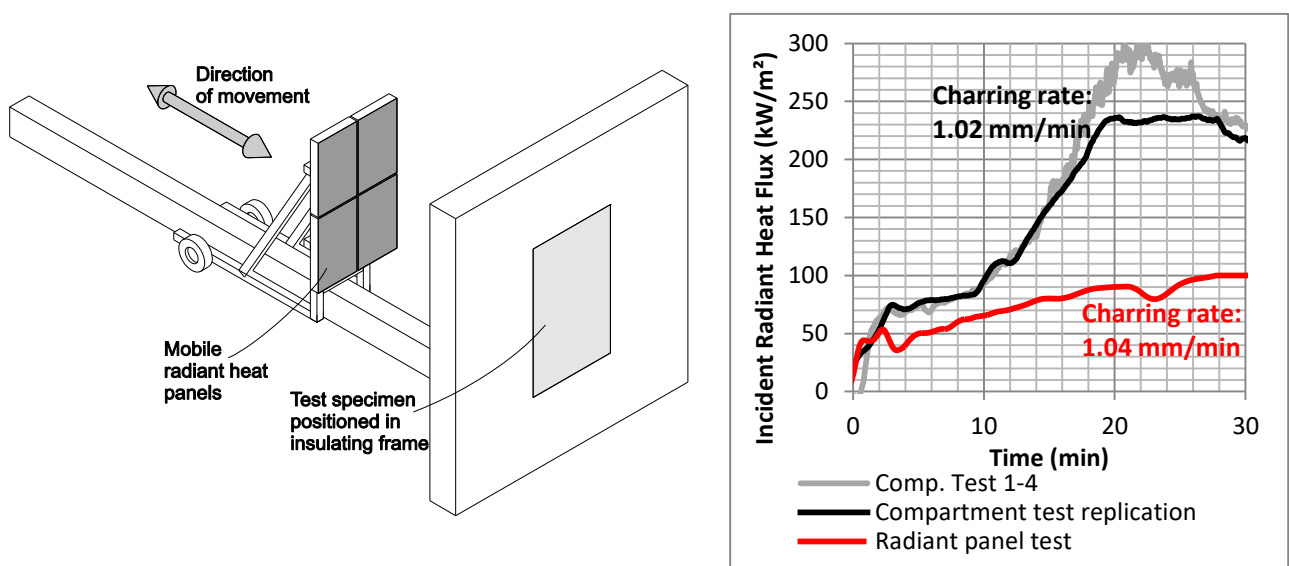 Direction
of movement
Mobile
radiant heat
panels
Test specimen
positioned in
insulating frame
Incident Radiant Heat Flux (kW/m²)
300
250
200
150
100
50
0
Charring rate:
1.02 mm/min
Charring rate:
1.04 mm/min
0 10 20 30
Time (min)
Comp. Test 1-4
Compartment test replication
Radiant panel test